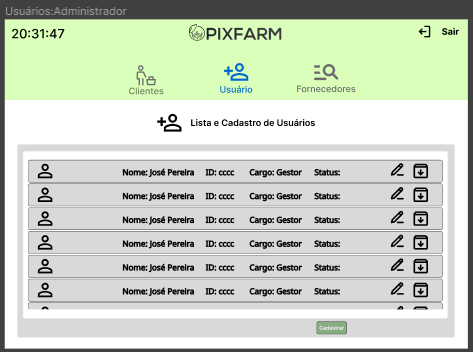 Usuários:Administrador
20:31:47
PIXFARM
Sair
Clientes
Usuário
Fornecedores
Lista e Cadastro de Usuários
Nome: José Pereira ID: cccc Cargo: Gestor Status:
Nome: José Pereira ID: cccc Cargo: Gestor Status:
Nome: José Pereira ID: cccc Cargo: Gestor Status:
Nome: José Pereira ID: cccc Cargo: Gestor Status:
Nome: José Pereira ID: cccc Cargo: Gestor Status:
Nome: José Pereira ID: cccc Cargo: Gestor Status:
Cadastrar